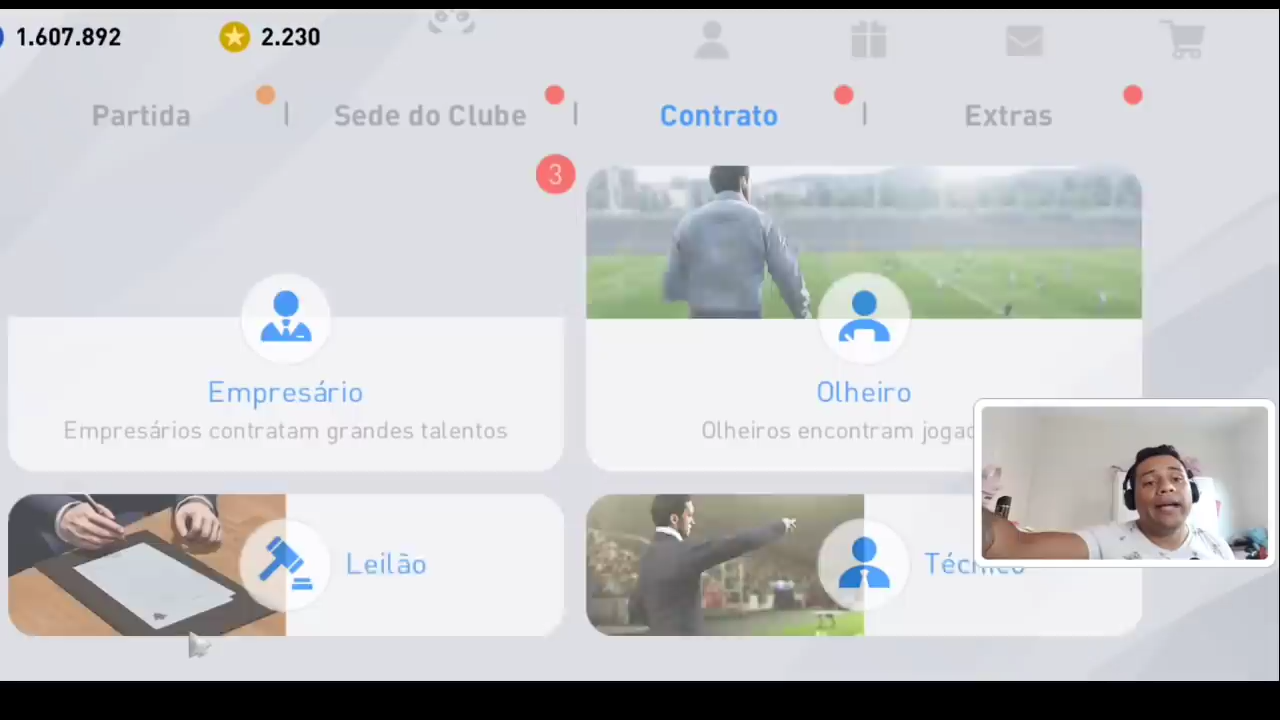 1.607.892
2.230
Partida
Sede do Clube
Contrato
Extras
3
Empresário
Empresários contratam grandes talentos
Olheiro
Olheiros encontram
Leilão
Técnico